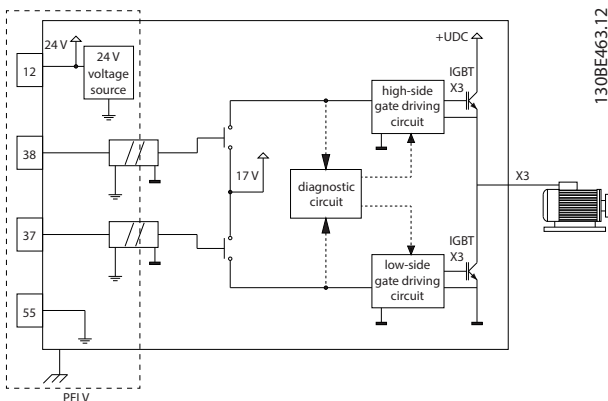 130BE463.12
+UDC
24 V
12
24 V
voltage
source
IGBT
X3
high-side
gate driving
circuit
38
17 V
diagnostic
circuit
X3
37
IGBT
X3
low-side
gate driving
circuit
55
PELV